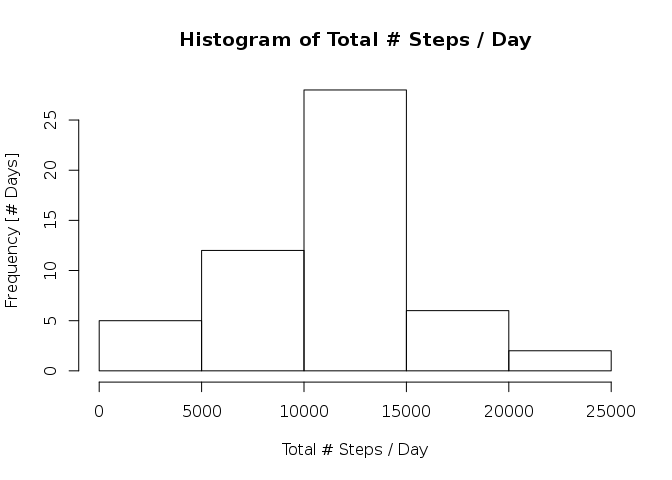 Histogram of Total # Steps / Day
Frequency [# Days]
25
20
15
10
5
0
0 5000 10000 15000 20000 25000
Total # Steps / Day